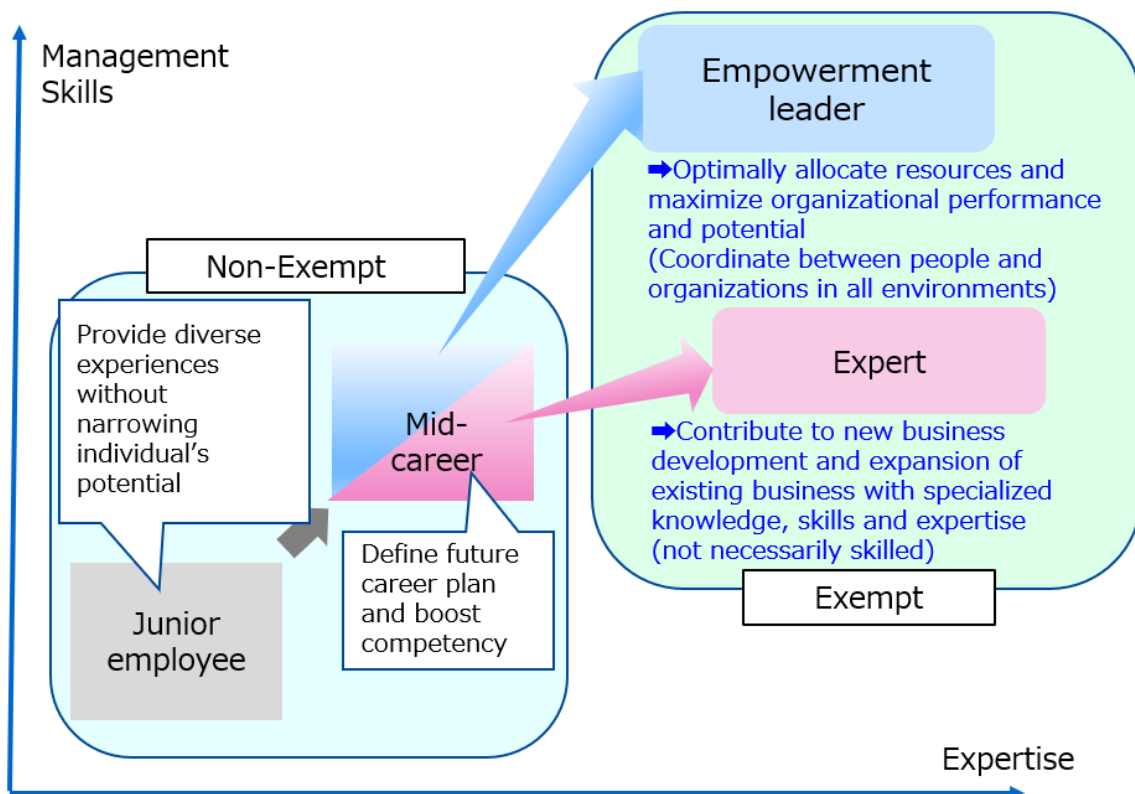 Management
Skills
Empowerment
leader
➡Optimally allocate resources and
maximize organizational performance
and potential
(Coordinate between people and
organizations in all environments)
Non-Exempt
Provide diverse
experiences
without
narrowing
individual’s
potential
Mid-
career
Expert
➡Contribute to new business
development and expansion of
existing business with specialized
knowledge, skills and expertise
(not necessarily skilled)
Define future
career plan
and boost
competency
Exempt
Junior
employee
Expertise